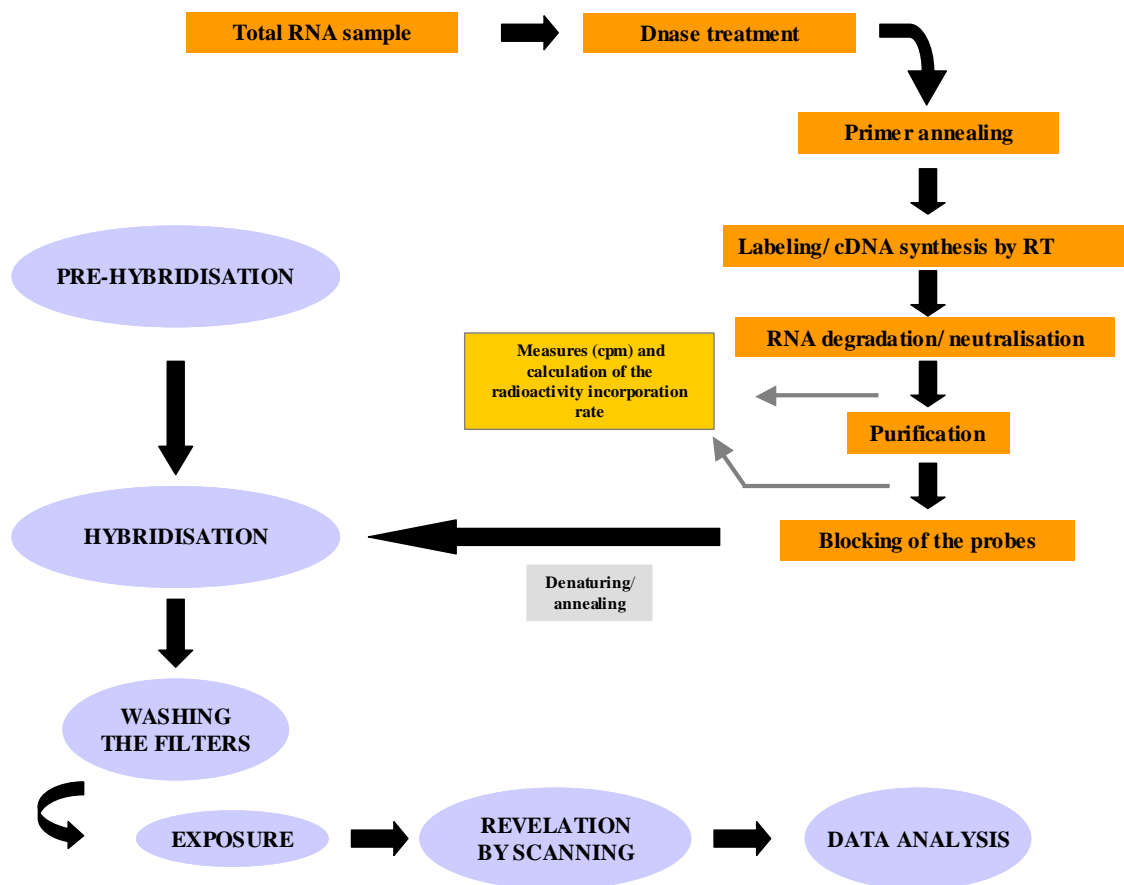 Total RNA sample
Dnase treatment
Primer annealing
Labeling/ cDNA synthesis by RT
PRE-HYBRIDISATION
RNA degradation/ neutralisation
Measures (cpm) and
calculation of the
radioactivity incorporation
rate
Purification
HYBRIDISATION
Blocking of the probes
Denaturing/
annealing
WASHING
THE FILTERS
EXPOSURE
REVELATION
BY SCANNING
DATA ANALYSIS